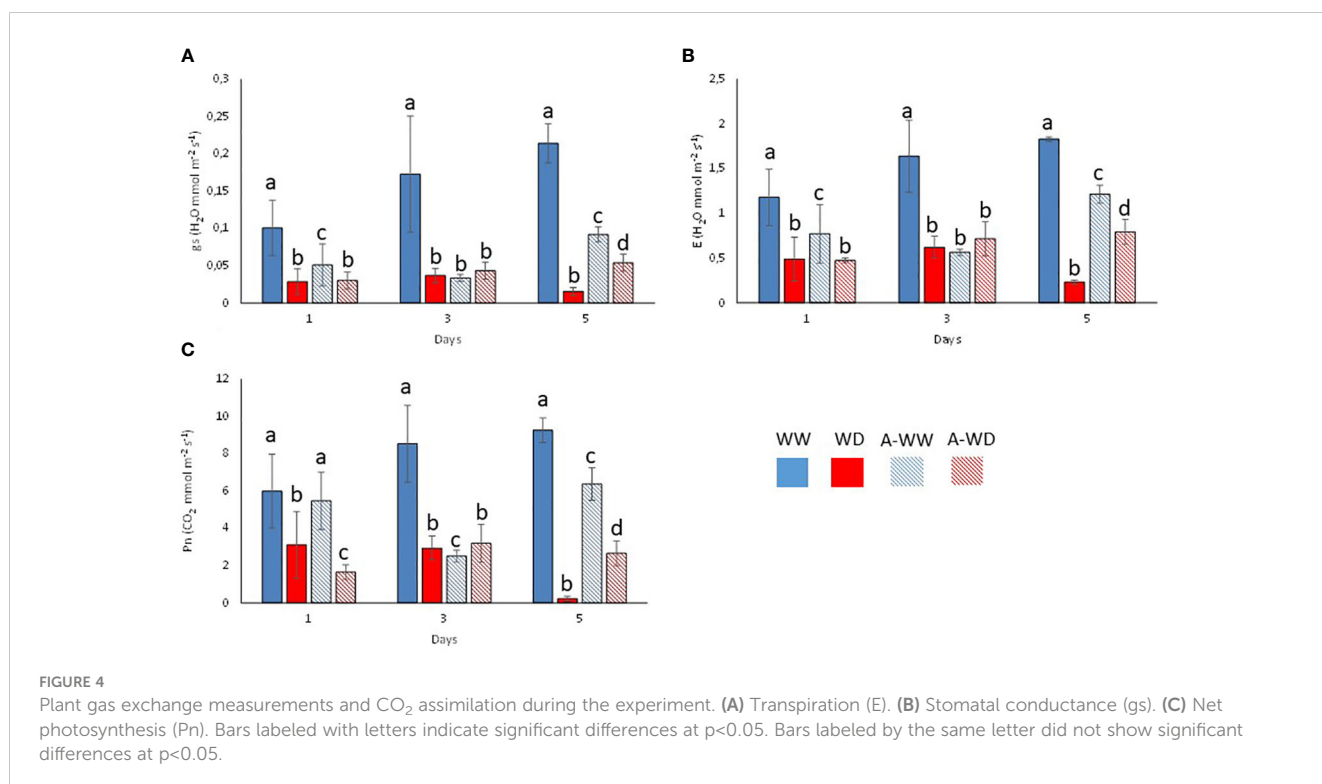 A
B
0,3
0,25
0,2
0,15
0,1
0,05
0
gs (H₂O mmol m⁻² s⁻¹)
a
b
c
b
a
b
b
b
a
b
c
d
1 3 5
Days
2,5
2
1,5
1
0,5
0
E (H₂O mmol m⁻² s⁻¹)
a
b
c
b
a
b
b
b
a
b
c
d
1 3 5
Days
C
12
10
8
6
4
2
0
Pn (CO₂ mmol m⁻² s⁻¹)
a
b
a
c
a
b
c
b
a
b
c
d
1 3 5
Days
WW WD A-WW A-WD
FIGURE 4
Plant gas exchange measurements and CO₂ assimilation during the experiment. (A) Transpiration (E). (B) Stomatal conductance (gs). (C) Net
photosynthesis (Pn). Bars labeled with letters indicate significant differences at p<0.05. Bars labeled by the same letter did not show significant
differences at p<0.05.